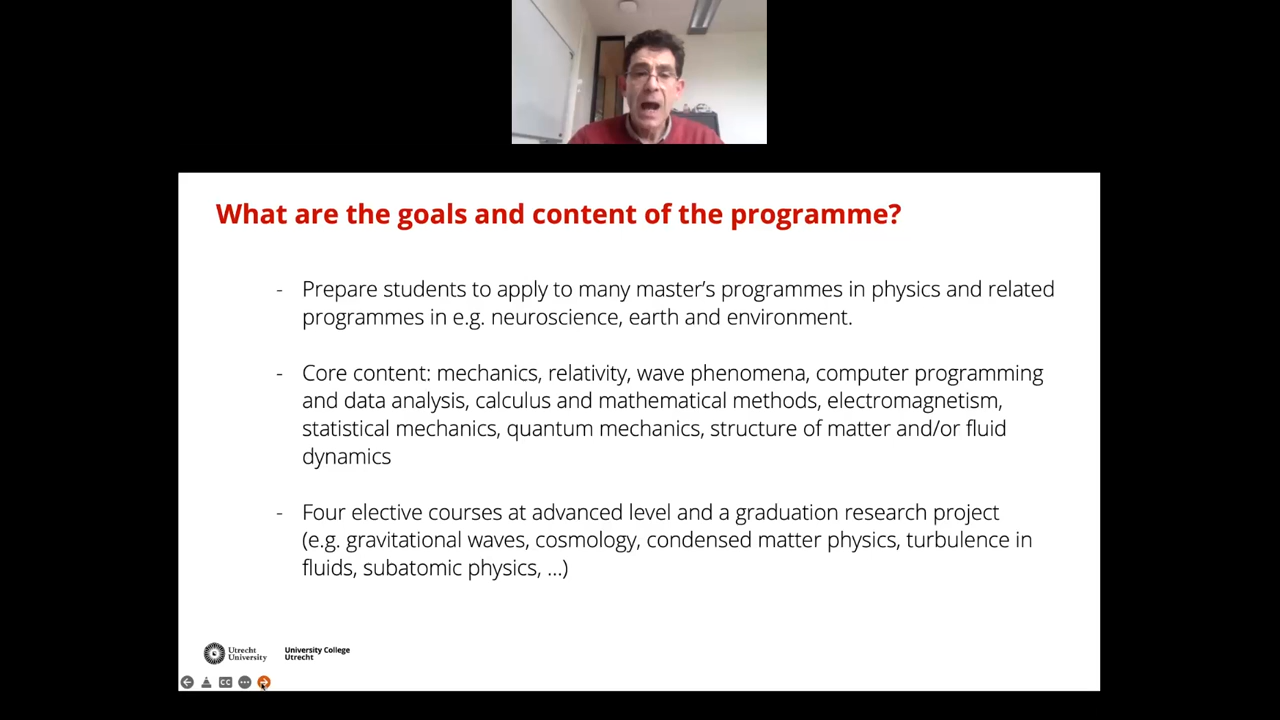 What are the goals and content of the programme?
- Prepare students to apply to many master's programmes in physics and related
programmes in e.g. neuroscience, earth and environment.
- Core content: mechanics, relativity, wave phenomena, computer programming
and data analysis, calculus and mathematical methods, electromagnetism,
statistical mechanics, quantum mechanics, structure of matter and/or fluid
dynamics
- Four elective courses at advanced level and a graduation research project
(e.g. gravitational waves, cosmology, condensed matter physics, turbulence in
fluids, subatomic physics, ...)
Utrecht
University
University College
Utrecht
CC